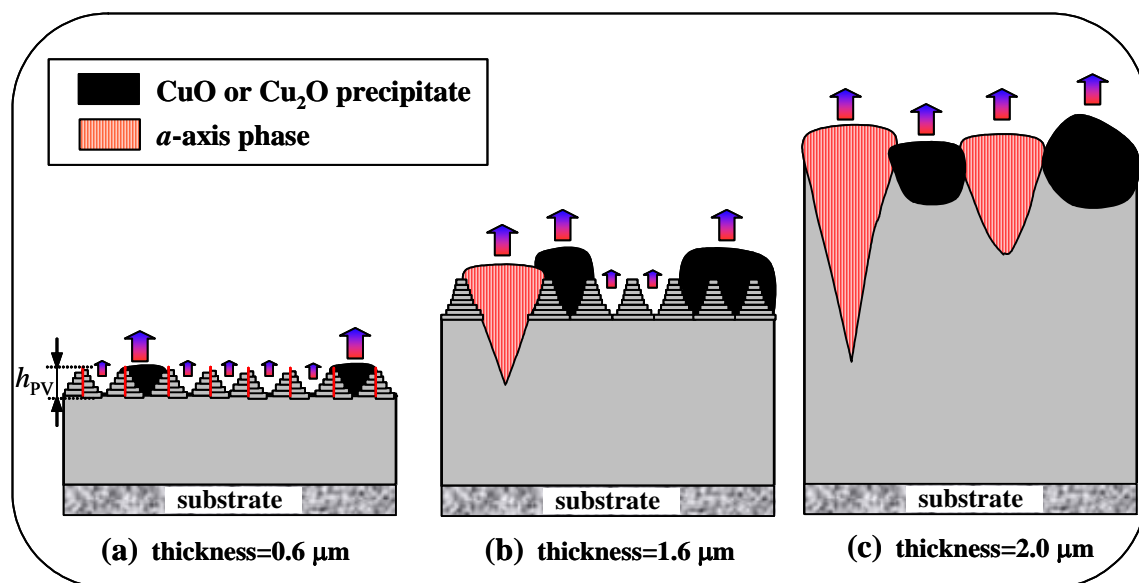 CuO or Cu₂O precipitate
a-axis phase
hPV
substrate
substrate
substrate
(a) thickness=0.6 μm
(b) thickness=1.6 μm
(c) thickness=2.0 μm